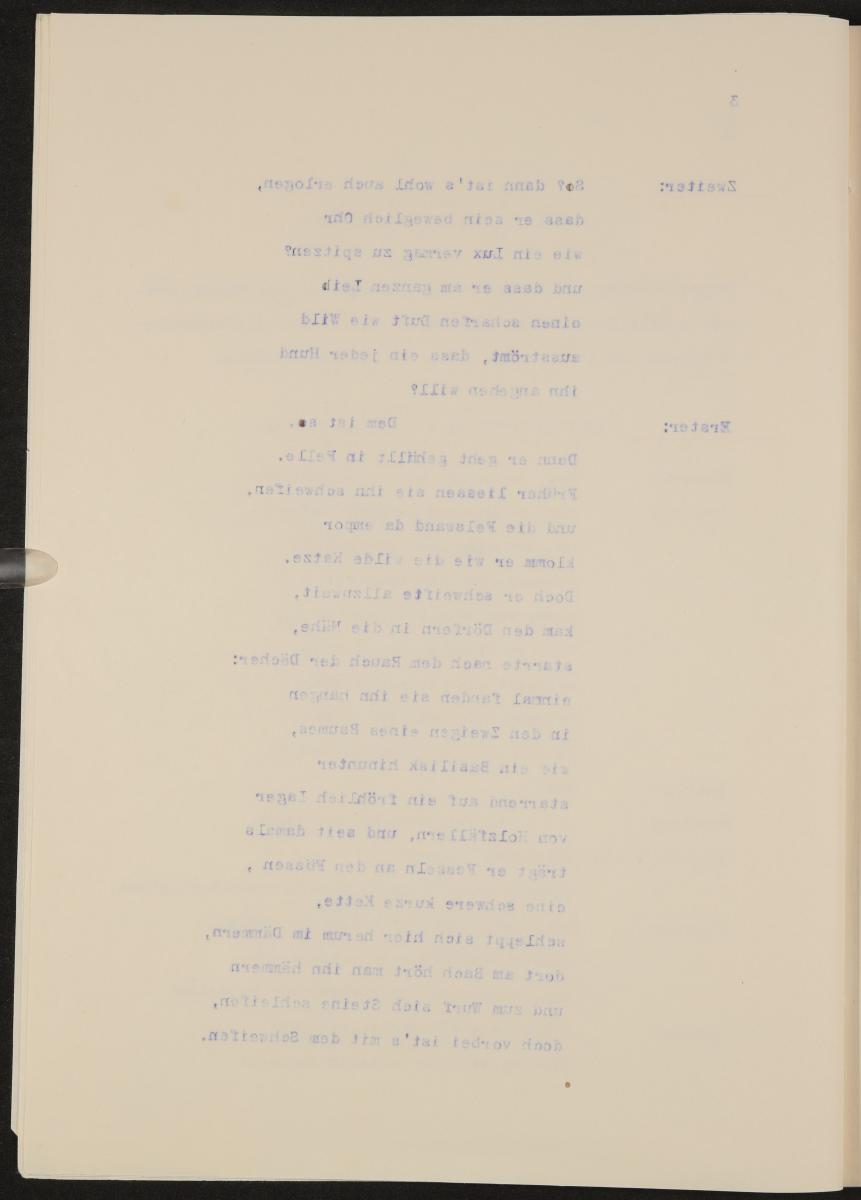 3
Zweiter: So? dann ist's wohl auch erlogen,
dass er sein beweglich Ohr
wie ein Lux vermag zu spitzen?
und dass er am ganzen Leib
einen scharfen Duft wie Wild
ausströmt, dass ein jeder Hund
ihn angehen will?
Erster: Dem ist so.
Denn er geht gehüllt in Felle.
Früher liessen sie ihn schweifen,
und die Felswand da empor
klomm er wie die wilde Katze.
Doch er schweifte allzuweit,
kam den Dörfern in die Nähe,
starrte nach dem Rauch der Dächer:
einmal fanden sie ihn hangen
in den Zweigen eines Baumes,
wie ein Basilisk hinunter
starrend auf ein fröhlich Lager
von Holzfällern, und seit damals
trägt er Fesseln an den Füssen ,
eine schwere kurze Kette,
schleppt sich hier herum im Dämmern,
dort am Bach hört man ihn hämmern
und zum Wurf sich Steine schleifen,
doch vorbei ist's mit dem Schweifen.